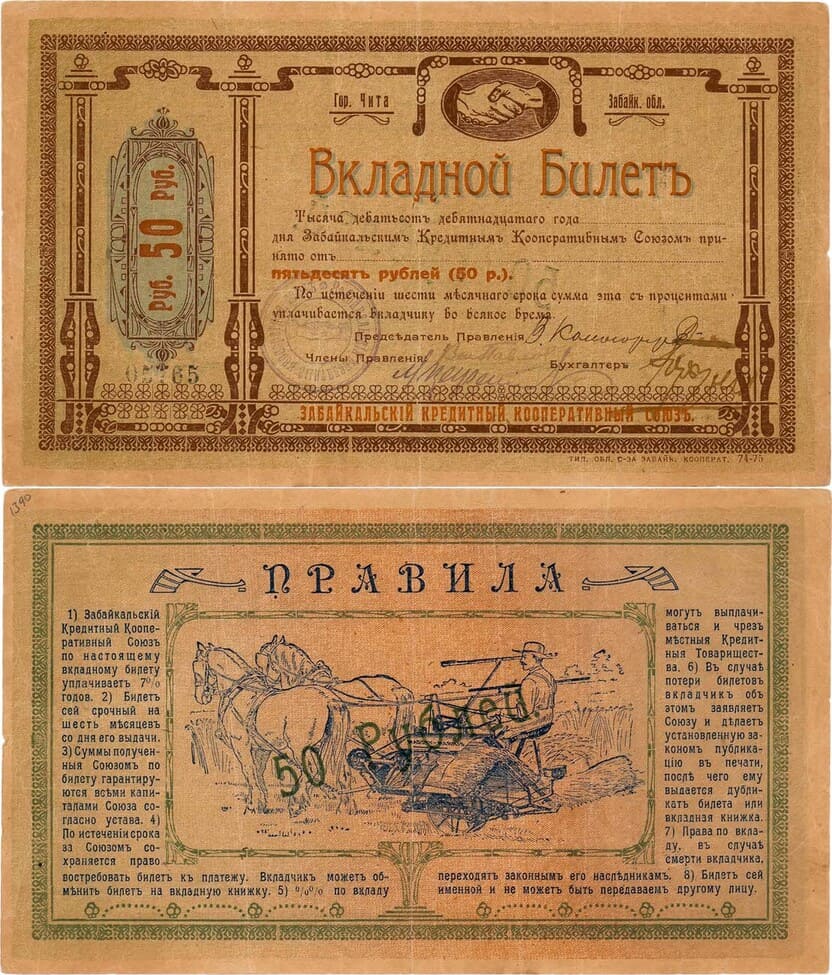 Гор. Чита
Забайк. обл.
Вкладной Билетъ
Тысяча девятьсотъ девятнадцатаго года
дня Забайкальскимъ Кредитнымъ Кооперативнымъ Союзомъ при-
нято отъ
пятьдесятъ рублей (50 р.).
По истеченіи шести мѣсячнаго срока сумма эта съ процентами
уплачивается вкладчику во всякое время.
Предсѣдатель Правленія:
Члены Правленія:
Бухгалтеръ
Руб. 50 Руб.
ЗАБАЙКАЛЬСКІЙ КРЕДИТНЫЙ КООПЕРАТИВНЫЙ СОЮЗЪ.
ТИП. ОБЛ. С-ЗА ЗАБАЙК. КООПЕРАТ. 74-75
1390
ПРАВИЛА
1) Забайкальскій
Кредитный Коопе-
ративный Союзъ
по настоящему
вкладному билету
уплачиваетъ 7%
годов. 2) Билетъ
сей срочный на
шесть мѣсяцевъ
со дня его выдачи.
3) Суммы получен-
ныя Союзомъ по
билету гарантиру-
ются всѣми капи-
талами Союза со-
гласно устава. 4)
По истеченіи срока
за Союзомъ со-
храняется право
востребовать билетъ къ платежу. Вкладчикъ можетъ об-
мѣнить билетъ на вкладную книжку. 5) %% по вкладу
могутъ выплачи-
ваться и чрезъ
мѣстныя Кредит-
ныя Товарищест-
ва. 6) Въ случаѣ
потери билетовъ
вкладчикъ объ
этомъ заявляетъ
Союзу и дѣлаетъ
установленную за-
кономъ публика-
цію въ печати,
послѣ чего ему
выдается дубли-
катъ билета или
вкладная книжка.
7) Права по вкла-
ду, въ случаѣ
смерти вкладчика,
переходятъ законнымъ его наслѣдникамъ. 8) Билетъ сей
именной и не можетъ быть передаваемъ другому лицу.
50 Рублей.